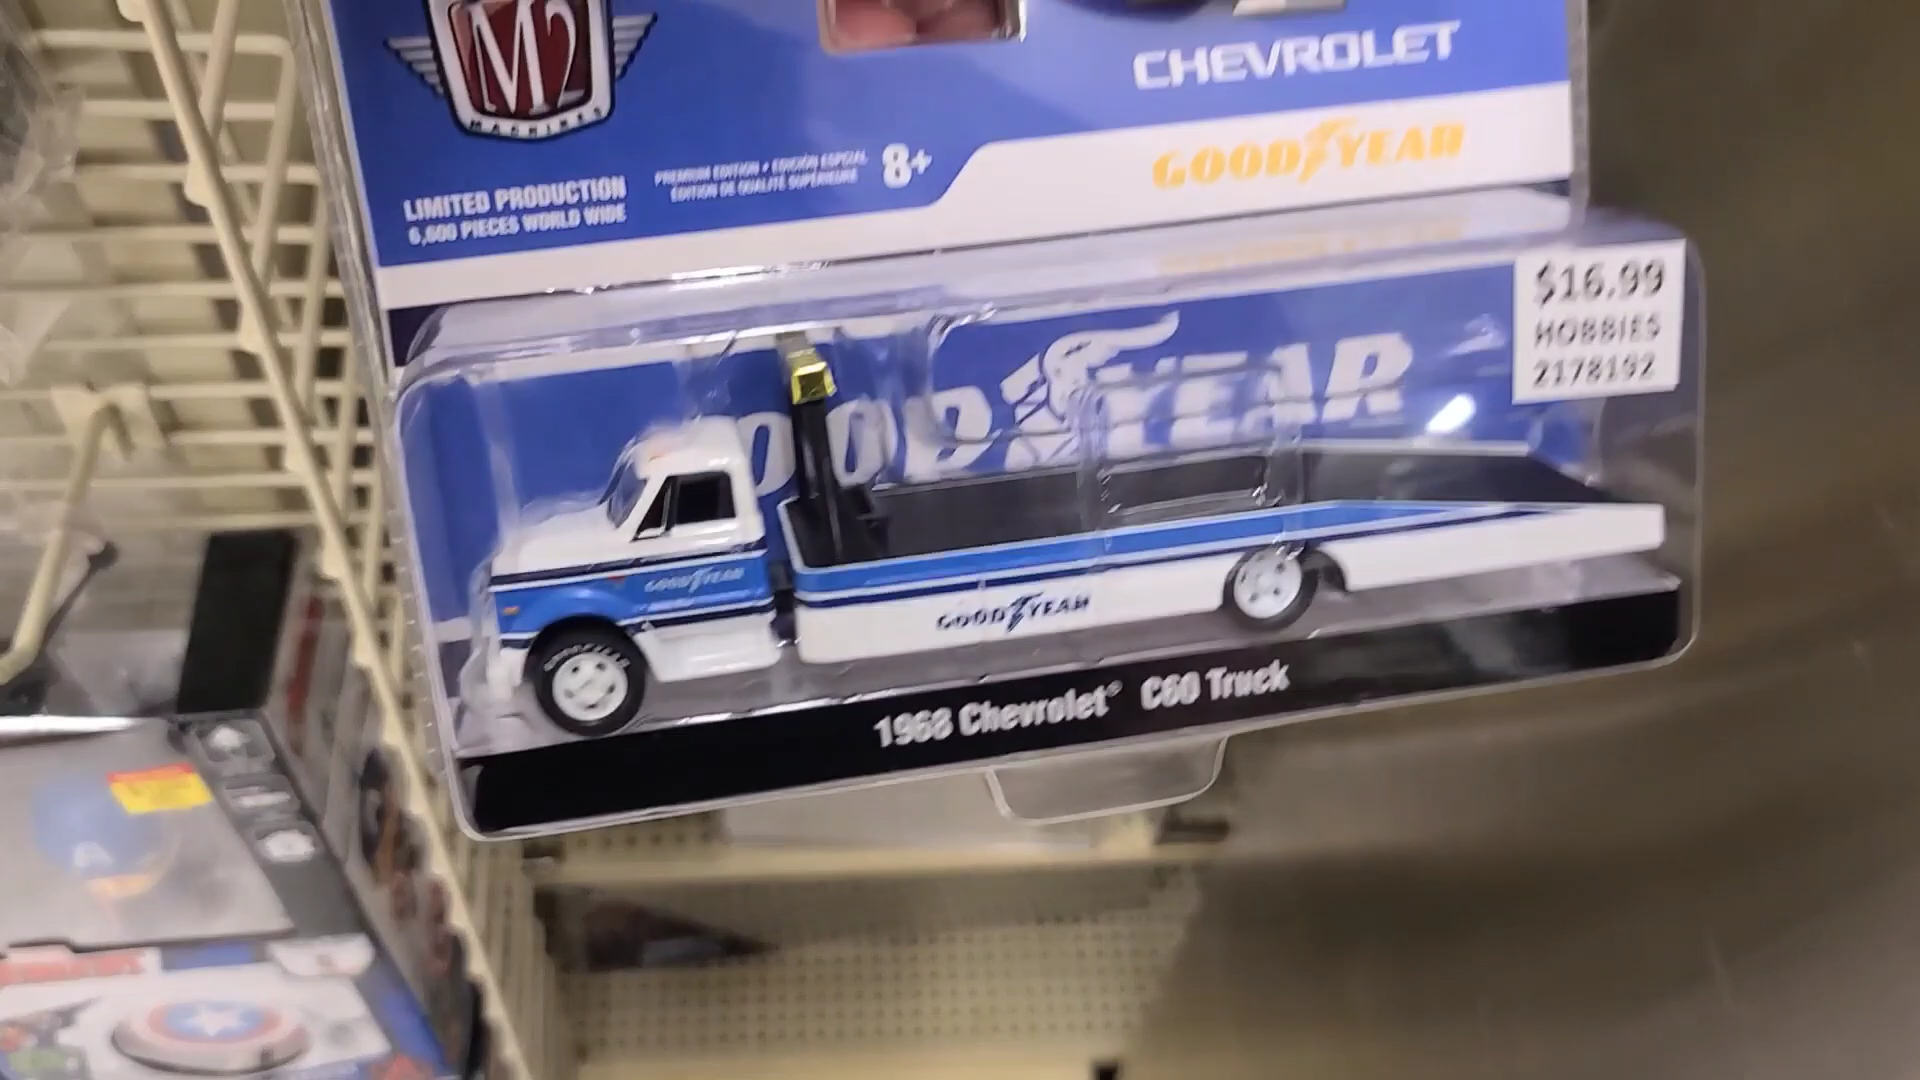 M2
MACHINES
CHEVROLET
GOODYEAR
LIMITED PRODUCTION
6,600 PIECES WORLD WIDE
PREMIUM EDITION • EDICIÓN ESPECIAL
ÉDITION DE QUALITÉ SUPÉRIEURE
8+
$16.99
HOBBIES
2178192
GOODYEAR
GOODYEAR
GOODYEAR
1968 Chevrolet® C60 Truck